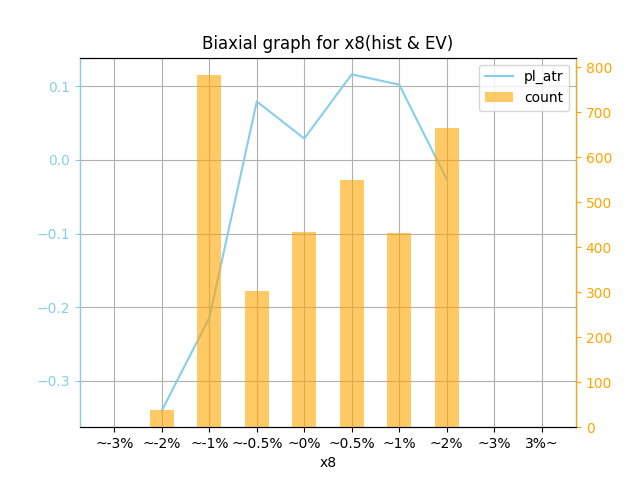 Biaxial graph for x8(hist & EV)
pl_atr
count
0.1
0.0
−0.1
−0.2
−0.3
800
700
600
500
400
300
200
100
0
~-3% ~-2% ~-1% ~-0.5% ~0% ~0.5% ~1% ~2% ~3% 3%~
x8